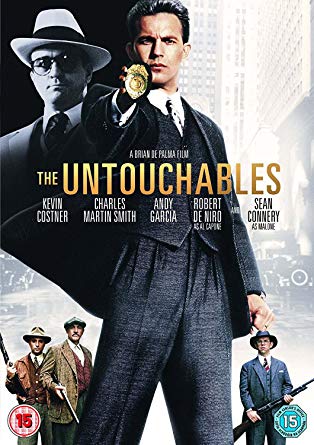 A BRIAN DE PALMA FILM
THE UNTOUCHABLES
KEVIN COSTNER
CHARLES MARTIN SMITH
ANDY GARCIA
ROBERT DE NIRO
AS AL CAPONE
AND
SEAN CONNERY
AS MALONE
15
15